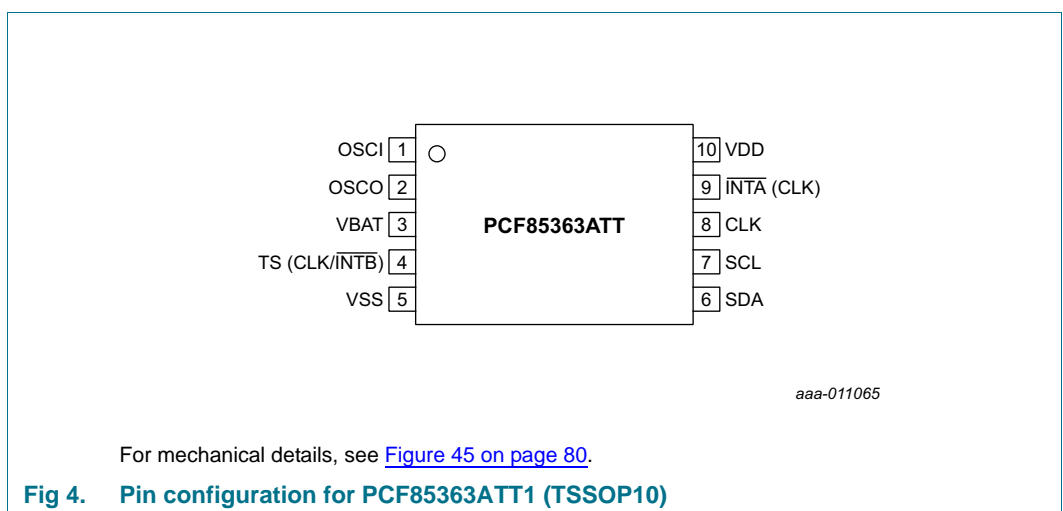 OSCI 1
OSCO 2
VBAT 3
TS (CLK/INTB) 4
VSS 5
PCF85363ATT
10 VDD
9 INTA (CLK)
8 CLK
7 SCL
6 SDA
aaa-011065
For mechanical details, see Figure 45 on page 80.
Fig 4. Pin configuration for PCF85363ATT1 (TSSOP10)